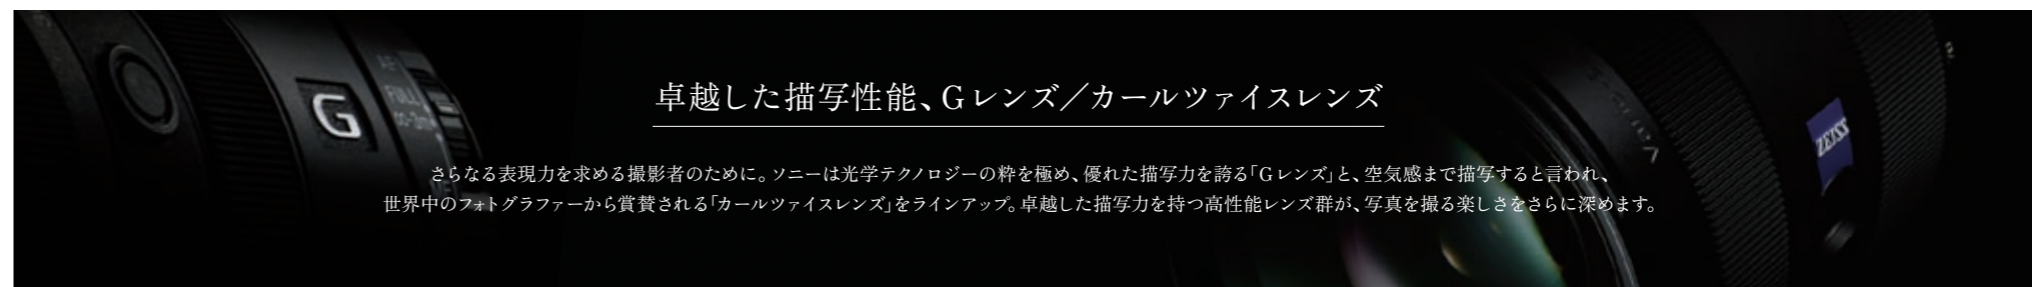 卓越した描写性能、Gレンズ／カールツァイスレンズ
さらなる表現力を求める撮影者のために。ソニーは光学テクノロジーの粋を極め、優れた描写力を誇る「Gレンズ」と、空気感まで描写すると言われ、
世界中のフォトグラファーから賞賛される「カールツァイスレンズ」をラインアップ。卓越した描写力を持つ高性能レンズ群が、写真を撮る楽しさをさらに深めます。
G
FULL
∞-3m
ZEISS